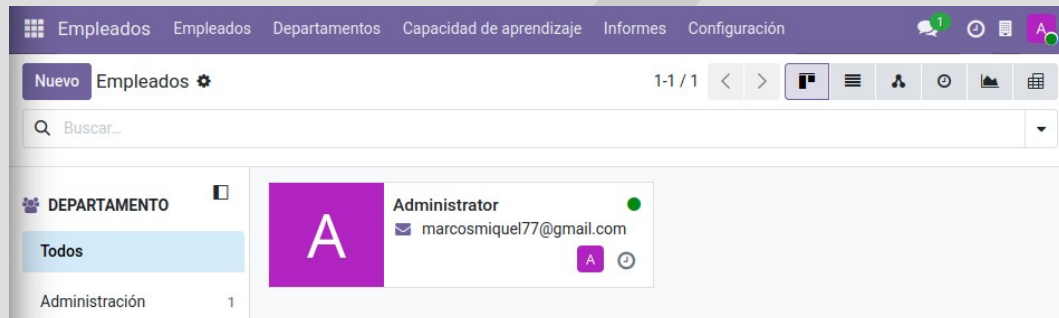 Empleados Empleados Departamentos Capacidad de aprendizaje Informes Configuración 1 A
Nuevo Empleados 1-1 / 1
Buscar...
DEPARTAMENTO
Todos
Administración 1
A
Administrator
marcosmiquel77@gmail.com
A